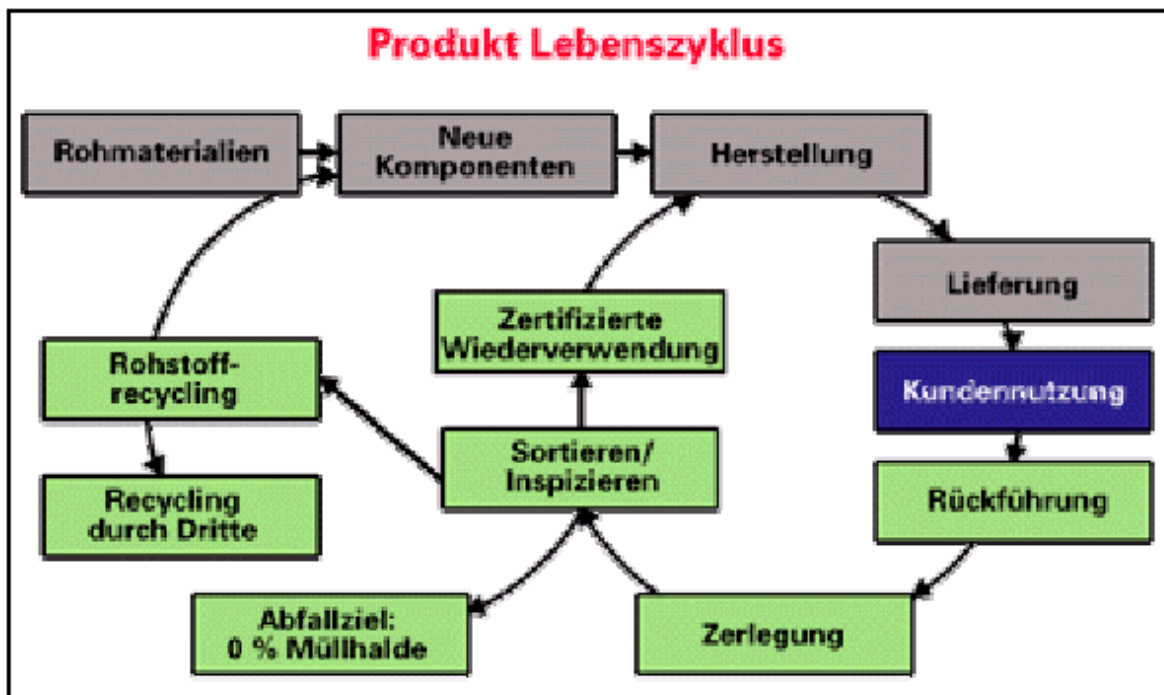 Produkt Lebenszyklus
Rohmaterialien
Neue
Komponenten
Herstellung
Lieferung
Zertifizierte
Wiederverwendung
Rohstoff-
recycling
Kundennutzung
Sortieren/
Inspizieren
Recycling
durch Dritte
Rückführung
Abfallziel:
0 % Müllhalde
Zerlegung